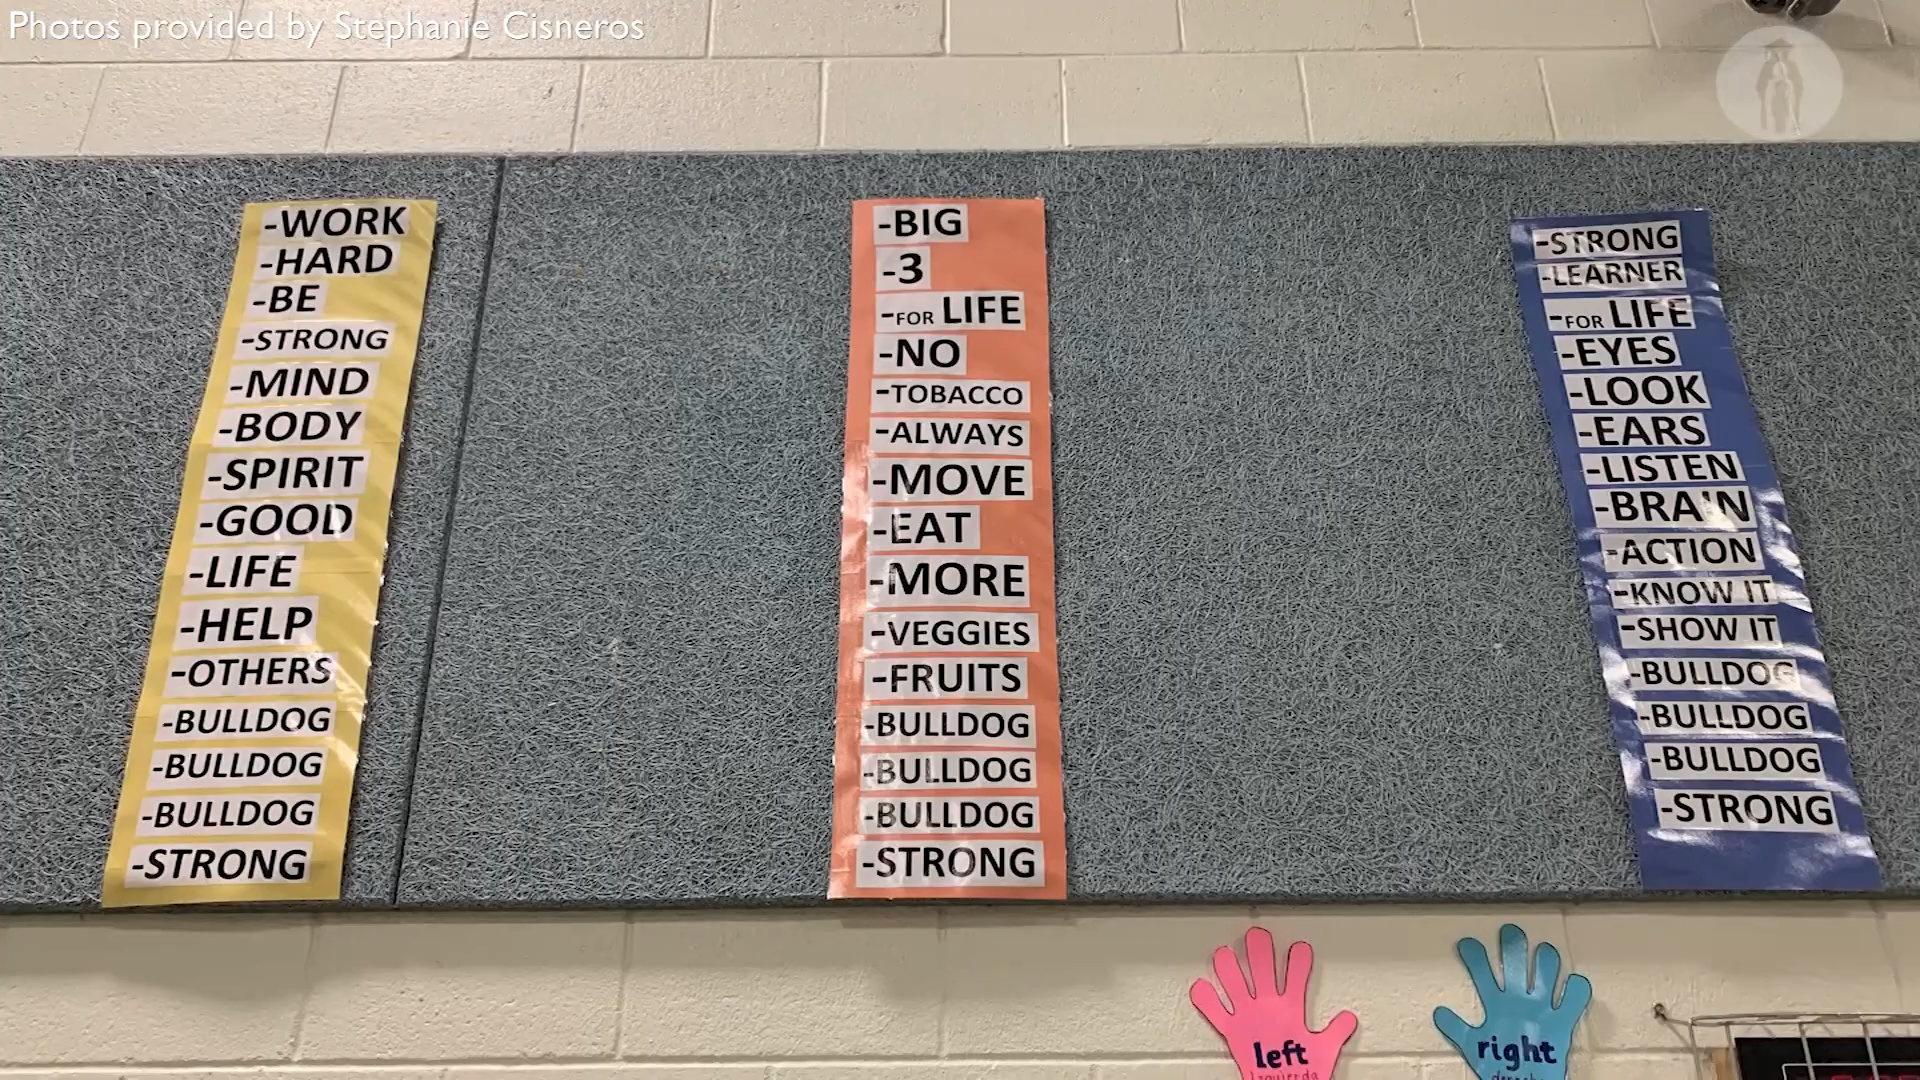 Photos provided by Stephanie Cisneros
-WORK
-HARD
-BE
-STRONG
-MIND
-BODY
-SPIRIT
-GOOD
-LIFE
-HELP
-OTHERS
-BULLDOG
-BULLDOG
-BULLDOG
-STRONG
-BIG
-3
-FOR LIFE
-NO
-TOBACCO
-ALWAYS
-MOVE
-EAT
-MORE
-VEGGIES
-FRUITS
-BULLDOG
-BULLDOG
-BULLDOG
-STRONG
-STRONG
-LEARNER
-FOR LIFE
-EYES
-LOOK
-EARS
-LISTEN
-BRAIN
-ACTION
-KNOW IT
-SHOW IT
-BULLDOG
-BULLDOG
-BULLDOG
-STRONG
left
Izquierda
right